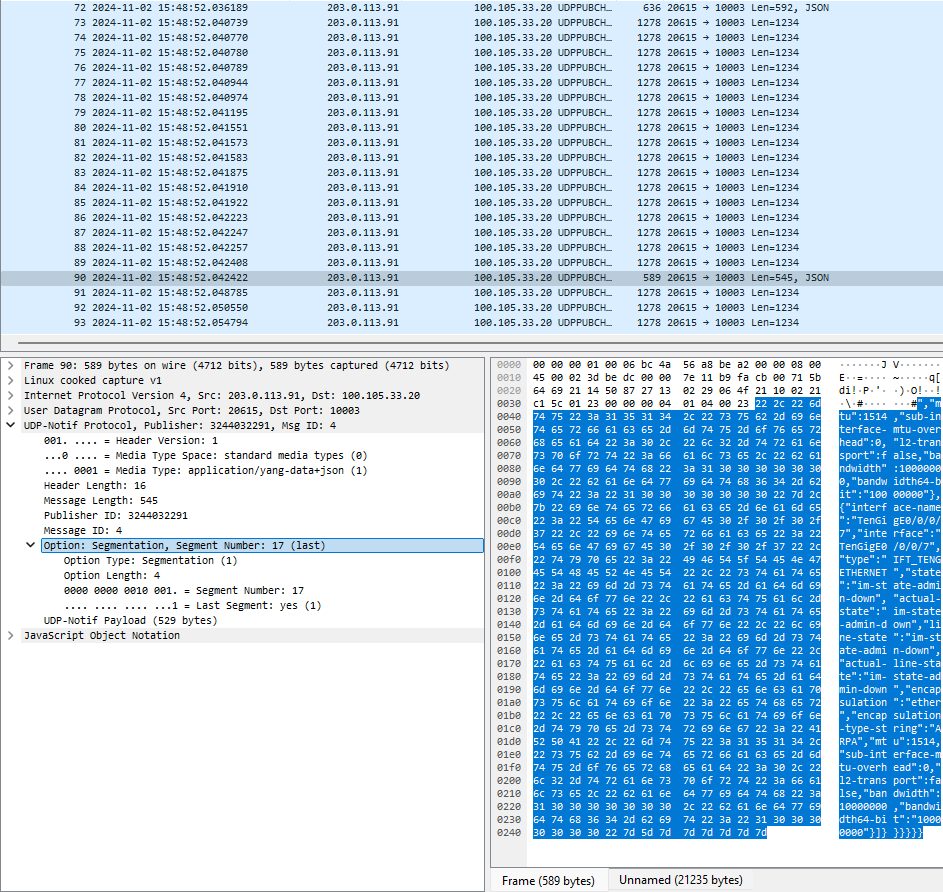 72 2024-11-02 15:48:52.036189 203.0.113.91 100.105.33.20 UDPPUBCH… 636 20615 → 10003 Len=592, JSON
73 2024-11-02 15:48:52.040739 203.0.113.91 100.105.33.20 UDPPUBCH… 1278 20615 → 10003 Len=1234
74 2024-11-02 15:48:52.040770 203.0.113.91 100.105.33.20 UDPPUBCH… 1278 20615 → 10003 Len=1234
75 2024-11-02 15:48:52.040780 203.0.113.91 100.105.33.20 UDPPUBCH… 1278 20615 → 10003 Len=1234
76 2024-11-02 15:48:52.040789 203.0.113.91 100.105.33.20 UDPPUBCH… 1278 20615 → 10003 Len=1234
77 2024-11-02 15:48:52.040944 203.0.113.91 100.105.33.20 UDPPUBCH… 1278 20615 → 10003 Len=1234
78 2024-11-02 15:48:52.040974 203.0.113.91 100.105.33.20 UDPPUBCH… 1278 20615 → 10003 Len=1234
79 2024-11-02 15:48:52.041195 203.0.113.91 100.105.33.20 UDPPUBCH… 1278 20615 → 10003 Len=1234
80 2024-11-02 15:48:52.041551 203.0.113.91 100.105.33.20 UDPPUBCH… 1278 20615 → 10003 Len=1234
81 2024-11-02 15:48:52.041573 203.0.113.91 100.105.33.20 UDPPUBCH… 1278 20615 → 10003 Len=1234
82 2024-11-02 15:48:52.041583 203.0.113.91 100.105.33.20 UDPPUBCH… 1278 20615 → 10003 Len=1234
83 2024-11-02 15:48:52.041875 203.0.113.91 100.105.33.20 UDPPUBCH… 1278 20615 → 10003 Len=1234
84 2024-11-02 15:48:52.041910 203.0.113.91 100.105.33.20 UDPPUBCH… 1278 20615 → 10003 Len=1234
85 2024-11-02 15:48:52.041922 203.0.113.91 100.105.33.20 UDPPUBCH… 1278 20615 → 10003 Len=1234
86 2024-11-02 15:48:52.042223 203.0.113.91 100.105.33.20 UDPPUBCH… 1278 20615 → 10003 Len=1234
87 2024-11-02 15:48:52.042247 203.0.113.91 100.105.33.20 UDPPUBCH… 1278 20615 → 10003 Len=1234
88 2024-11-02 15:48:52.042257 203.0.113.91 100.105.33.20 UDPPUBCH… 1278 20615 → 10003 Len=1234
89 2024-11-02 15:48:52.042408 203.0.113.91 100.105.33.20 UDPPUBCH… 1278 20615 → 10003 Len=1234
90 2024-11-02 15:48:52.042422 203.0.113.91 100.105.33.20 UDPPUBCH… 589 20615 → 10003 Len=545, JSON
91 2024-11-02 15:48:52.048785 203.0.113.91 100.105.33.20 UDPPUBCH… 1278 20615 → 10003 Len=1234
92 2024-11-02 15:48:52.050550 203.0.113.91 100.105.33.20 UDPPUBCH… 1278 20615 → 10003 Len=1234
93 2024-11-02 15:48:52.054794 203.0.113.91 100.105.33.20 UDPPUBCH… 1278 20615 → 10003 Len=1234
Frame 90: 589 bytes on wire (4712 bits), 589 bytes captured (4712 bits)
Linux cooked capture v1
Internet Protocol Version 4, Src: 203.0.113.91, Dst: 100.105.33.20
User Datagram Protocol, Src Port: 20615, Dst Port: 10003
UDP-Notif Protocol, Publisher: 3244032291, Msg ID: 4
001. .... = Header Version: 1
...0 .... = Media Type Space: standard media types (0)
.... 0001 = Media Type: application/yang-data+json (1)
Header Length: 16
Message Length: 545
Publisher ID: 3244032291
Message ID: 4
Option: Segmentation, Segment Number: 17 (last)
Option Type: Segmentation (1)
Option Length: 4
0000 0000 0010 001. = Segment Number: 17
.... .... .... ...1 = Last Segment: yes (1)
UDP-Notif Payload (529 bytes)
JavaScript Object Notation
0000 00 00 00 01 00 06 bc 4a 56 a8 be a2 00 00 08 00 ·······J V·······
0010 45 00 02 3d be dc 00 00 7e 11 b9 fa cb 00 71 5b E··=···· ~·····q[
0020 64 69 21 14 50 87 27 13 02 29 00 4f 21 10 02 21 di!·P·'· ·)·O!··!
0030 c1 5c 01 23 00 00 00 04 01 04 00 23 22 2c 22 6d ·\·#···· ···#","m
0040 74 75 22 3a 31 35 31 34 2c 22 73 75 62 2d 69 6e tu":1514 ,"sub-in
0050 74 65 72 66 61 63 65 2d 6d 74 75 2d 6f 76 65 72 terface- mtu-over
0060 68 65 61 64 22 3a 30 2c 22 6c 32 2d 74 72 61 6e head":0, "l2-tran
0070 73 70 6f 72 74 22 3a 66 61 6c 73 65 2c 22 62 61 sport":f alse,"ba
0080 6e 64 77 69 64 74 68 22 3a 31 30 30 30 30 30 30 ndwidth" :1000000
0090 30 2c 22 62 61 6e 64 77 69 64 74 68 36 34 2d 62 0,"bandw idth64-b
00a0 69 74 22 3a 22 31 30 30 30 30 30 30 30 22 7d 2c it":"100 00000"},
00b0 7b 22 69 6e 74 65 72 66 61 63 65 2d 6e 61 6d 65 {"interf ace-name
00c0 22 3a 22 54 65 6e 47 69 67 45 30 2f 30 2f 30 2f ":"TenGi gE0/0/0/
00d0 37 22 2c 22 69 6e 74 65 72 66 61 63 65 22 3a 22 7","inte rface":"
00e0 54 65 6e 47 69 67 45 30 2f 30 2f 30 2f 37 22 2c TenGigE0 /0/0/7",
00f0 22 74 79 70 65 22 3a 22 49 46 54 5f 54 45 4e 47 "type":" IFT_TENG
0100 45 54 48 45 52 4e 45 54 22 2c 22 73 74 61 74 65 ETHERNET ","state
0110 22 3a 22 69 6d 2d 73 74 61 74 65 2d 61 64 6d 69 ":"im-st ate-admi
0120 6e 2d 64 6f 77 6e 22 2c 22 61 63 74 75 61 6c 2d n-down", "actual-
0130 73 74 61 74 65 22 3a 22 69 6d 2d 73 74 61 74 65 state":" im-state
0140 2d 61 64 6d 69 6e 2d 64 6f 77 6e 22 2c 22 6c 69 -admin-d own","li
0150 6e 65 2d 73 74 61 74 65 22 3a 22 69 6d 2d 73 74 ne-state ":"im-st
0160 61 74 65 2d 61 64 6d 69 6e 2d 64 6f 77 6e 22 2c ate-admi n-down",
0170 22 61 63 74 75 61 6c 2d 6c 69 6e 65 2d 73 74 61 "actual- line-sta
0180 74 65 22 3a 22 69 6d 2d 73 74 61 74 65 2d 61 64 te":"im- state-ad
0190 6d 69 6e 2d 64 6f 77 6e 22 2c 22 65 6e 63 61 70 min-down ","encap
01a0 73 75 6c 61 74 69 6f 6e 22 3a 22 65 74 68 65 72 sulation ":"ether
01b0 22 2c 22 65 6e 63 61 70 73 75 6c 61 74 69 6f 6e ","encap sulation
01c0 2d 74 79 70 65 2d 73 74 72 69 6e 67 22 3a 22 41 -type-st ring":"A
01d0 52 50 41 22 2c 22 6d 74 75 22 3a 31 35 31 34 2c RPA","mt u":1514,
01e0 22 73 75 62 2d 69 6e 74 65 72 66 61 63 65 2d 6d "sub-int erface-m
01f0 74 75 2d 6f 76 65 72 68 65 61 64 22 3a 30 2c 22 tu-overh ead":0,"
0200 6c 32 2d 74 72 61 6e 73 70 6f 72 74 22 3a 66 61 l2-trans port":fa
0210 6c 73 65 2c 22 62 61 6e 64 77 69 64 74 68 22 3a lse,"ban dwidth":
0220 31 30 30 30 30 30 30 30 2c 22 62 61 6e 64 77 69 10000000 ,"bandwi
0230 64 74 68 36 34 2d 62 69 74 22 3a 22 31 30 30 30 dth64-bi t":"1000
0240 30 30 30 30 22 7d 5d 7d 7d 7d 7d 7d 7d 0000"}]} }}}}}
Frame (589 bytes)
Unnamed (21235 bytes)